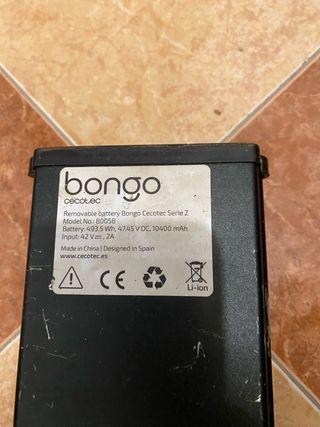 bongo
cecotec
Removable battery Bongo Cecotec Serie Z
Model No.: B005B
Battery: 493.5 Wh, 47.45 V DC, 10400 mAh
Input: 42 V⎓, 2A
Made in China | Designed in Spain
www.cecotec.es
CE
Li-ion